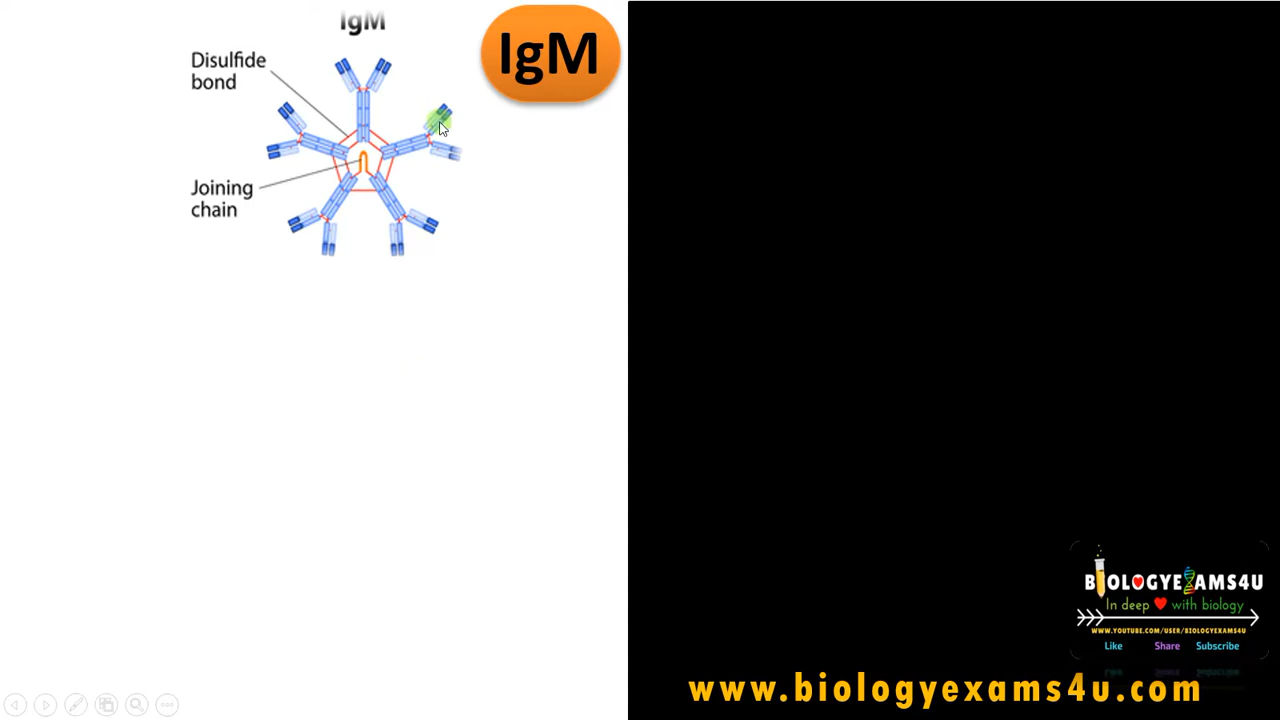 IgM
IgM
Disulfide
bond
Joining
chain
BIOLOGYEXAMS4U
In deep with biology
WWW.YOUTUBE.COM/USER/BIOLOGYEXAMS4U
Like Share Subscribe
www.biologyexams4u.com